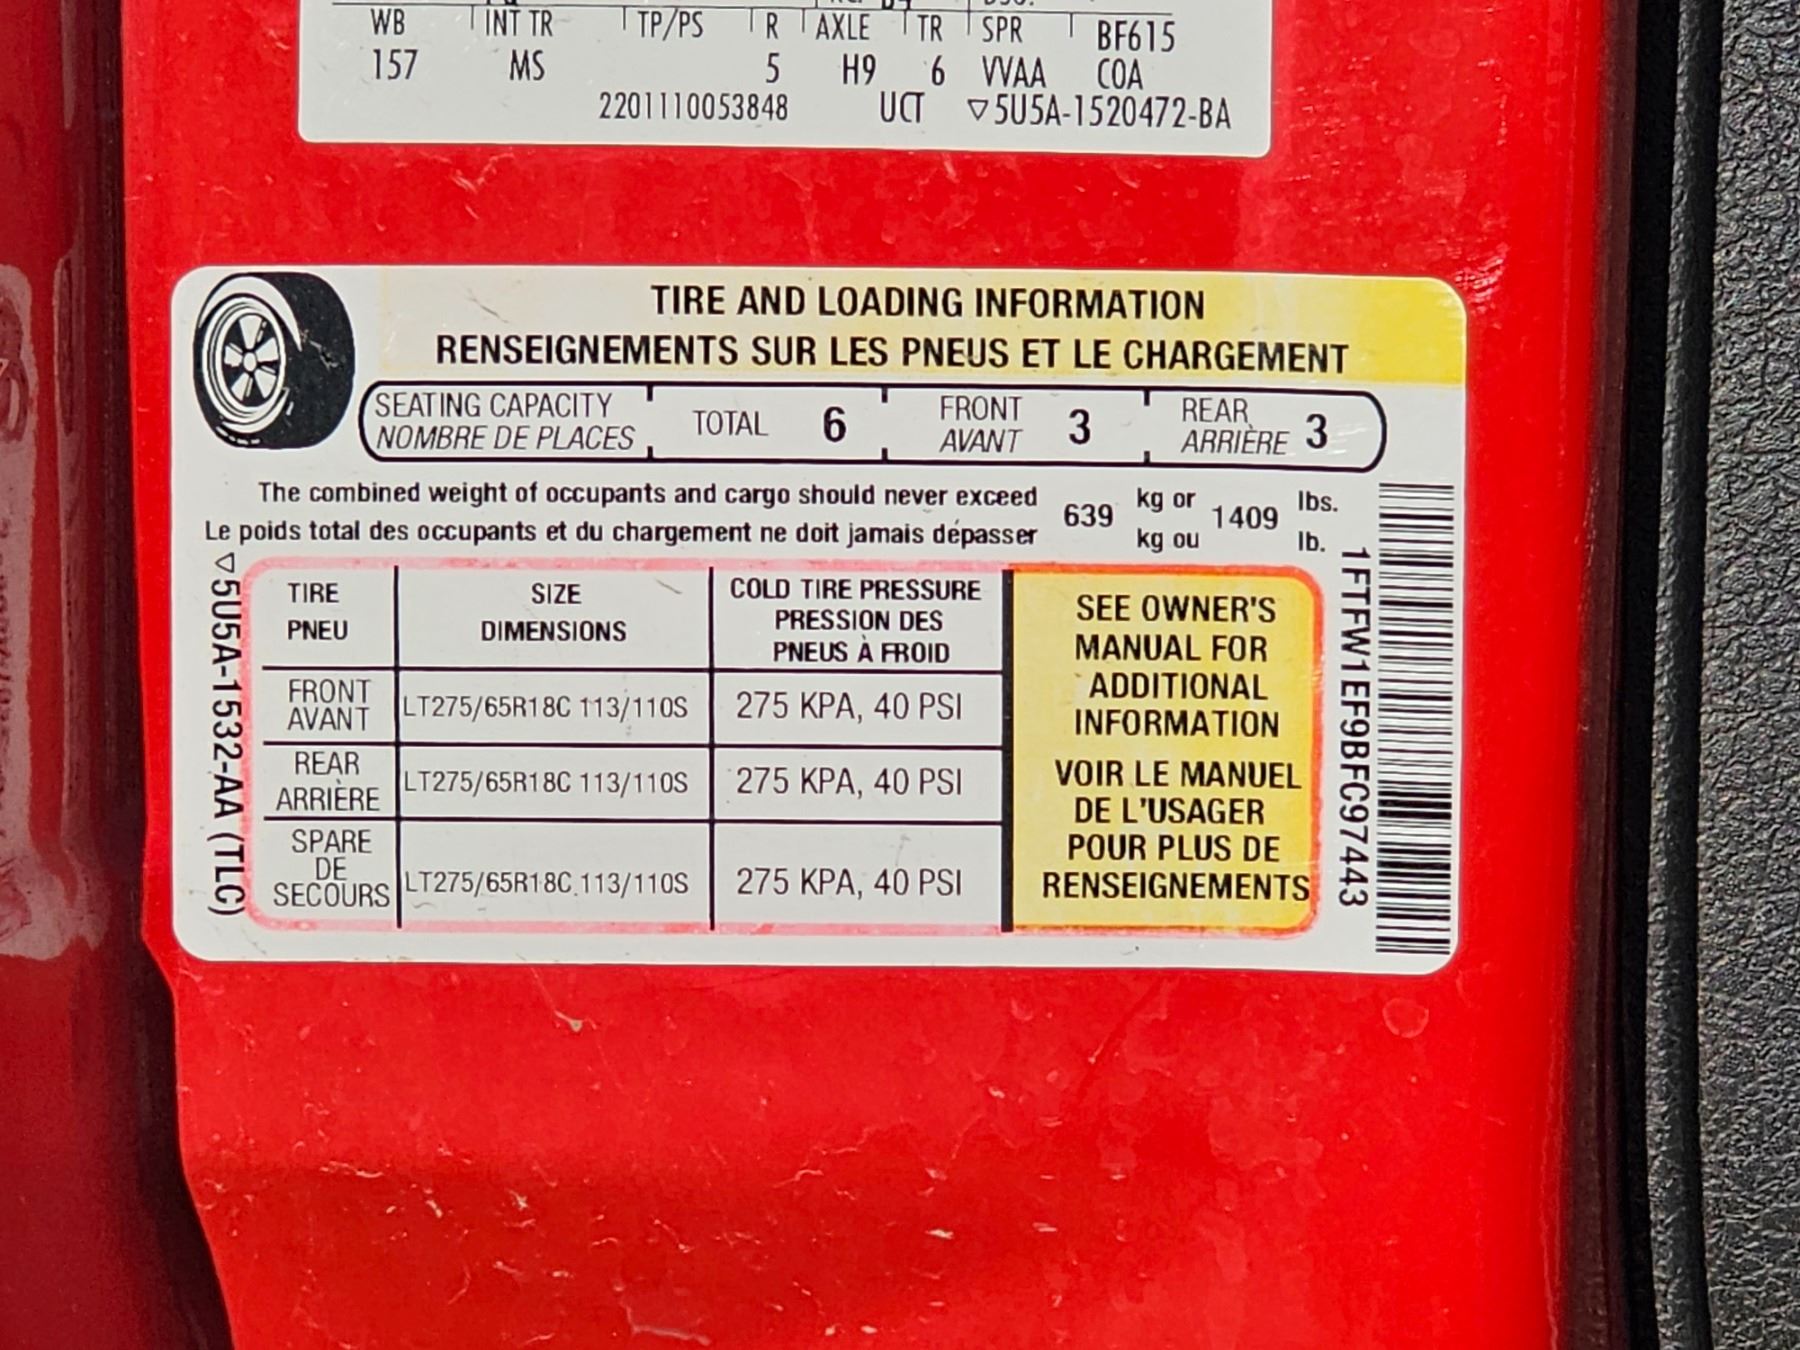 WB INT TR TP/PS R AXLE TR SPR BF615
157 MS 5 H9 6 VVAA COA
2201110053848 UCT ▽5U5A-1520472-BA
TIRE AND LOADING INFORMATION
RENSEIGNEMENTS SUR LES PNEUS ET LE CHARGEMENT
SEATING CAPACITY
NOMBRE DE PLACES
TOTAL 6
FRONT
AVANT
3
REAR
ARRIÈRE
3
The combined weight of occupants and cargo should never exceed
Le poids total des occupants et du chargement ne doit jamais dépasser
639
kg or
kg ou
1409
lbs.
lb.
▽5U5A-1532-AA (TLC)
TIRE
PNEU
SIZE
DIMENSIONS
COLD TIRE PRESSURE
PRESSION DES
PNEUS À FROID
FRONT
AVANT
LT275/65R18C 113/110S
275 KPA, 40 PSI
REAR
ARRIÈRE
LT275/65R18C 113/110S
275 KPA, 40 PSI
SPARE
DE
SECOURS
LT275/65R18C 113/110S
275 KPA, 40 PSI
SEE OWNER'S
MANUAL FOR
ADDITIONAL
INFORMATION
VOIR LE MANUEL
DE L'USAGER
POUR PLUS DE
RENSEIGNEMENTS
1FTFW1EF9BFC97443